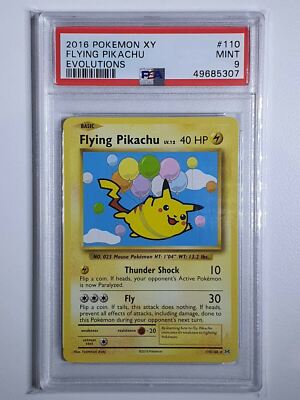 2016 POKEMON XY #110
FLYING PIKACHU MINT
EVOLUTIONS PSA 9
49685307
BASIC
Flying Pikachu LV.12 40 HP
NO. 025 Mouse Pokémon HT: 1'04" WT: 13.2 lbs.
Thunder Shock 10
Flip a coin. If heads, your opponent's Active Pokémon
is now Paralyzed.
Fly 30
Flip a coin. If tails, this attack does nothing. If heads,
prevent all effects of attacks, including damage, done to
this Pokémon during your opponent's next turn.
weakness resistance -20
retreat cost
©2016 Pokémon